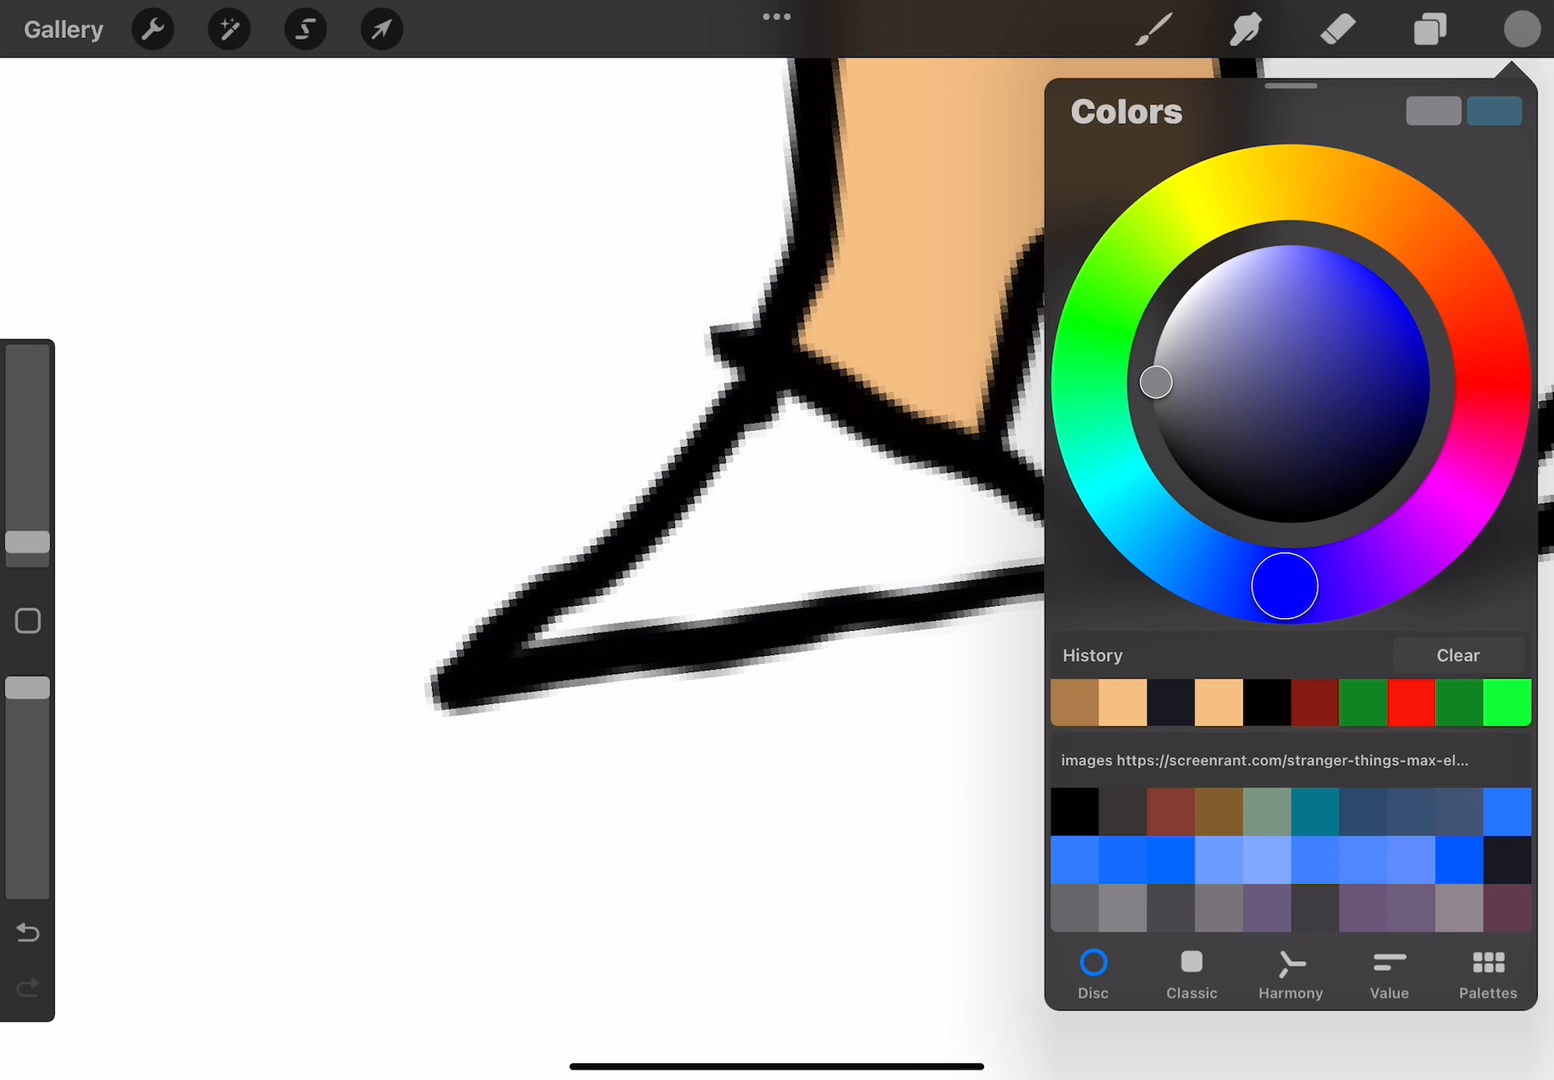 Gallery
Colors
History
Clear
images https://screenrant.com/stranger-things-max-el...
Disc
Classic
Harmony
Value
Palettes